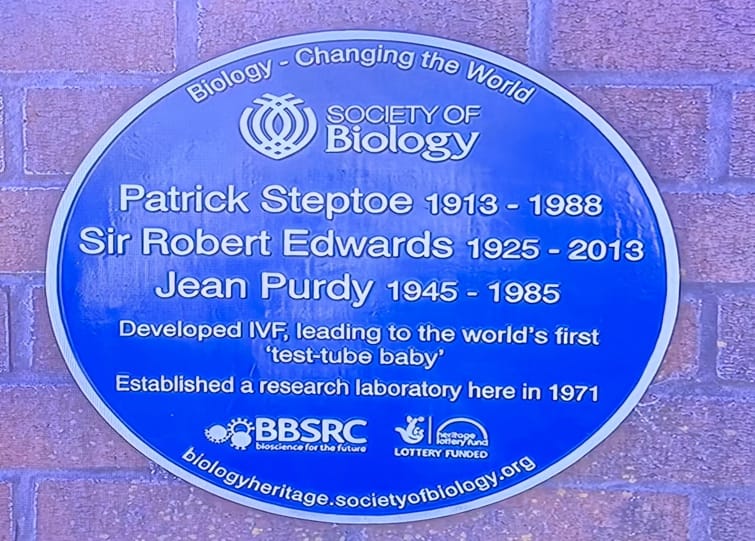 Biology - Changing the World
SOCIETY OF
Biology
Patrick Steptoe 1913 - 1988
Sir Robert Edwards 1925 - 2013
Jean Purdy 1945 - 1985
Developed IVF, leading to the world's first
'test-tube baby'
Established a research laboratory here in 1971
BBSRC
bioscience for the future
heritage
lottery fund
LOTTERY FUNDED
biologyheritage.societyofbiology.org